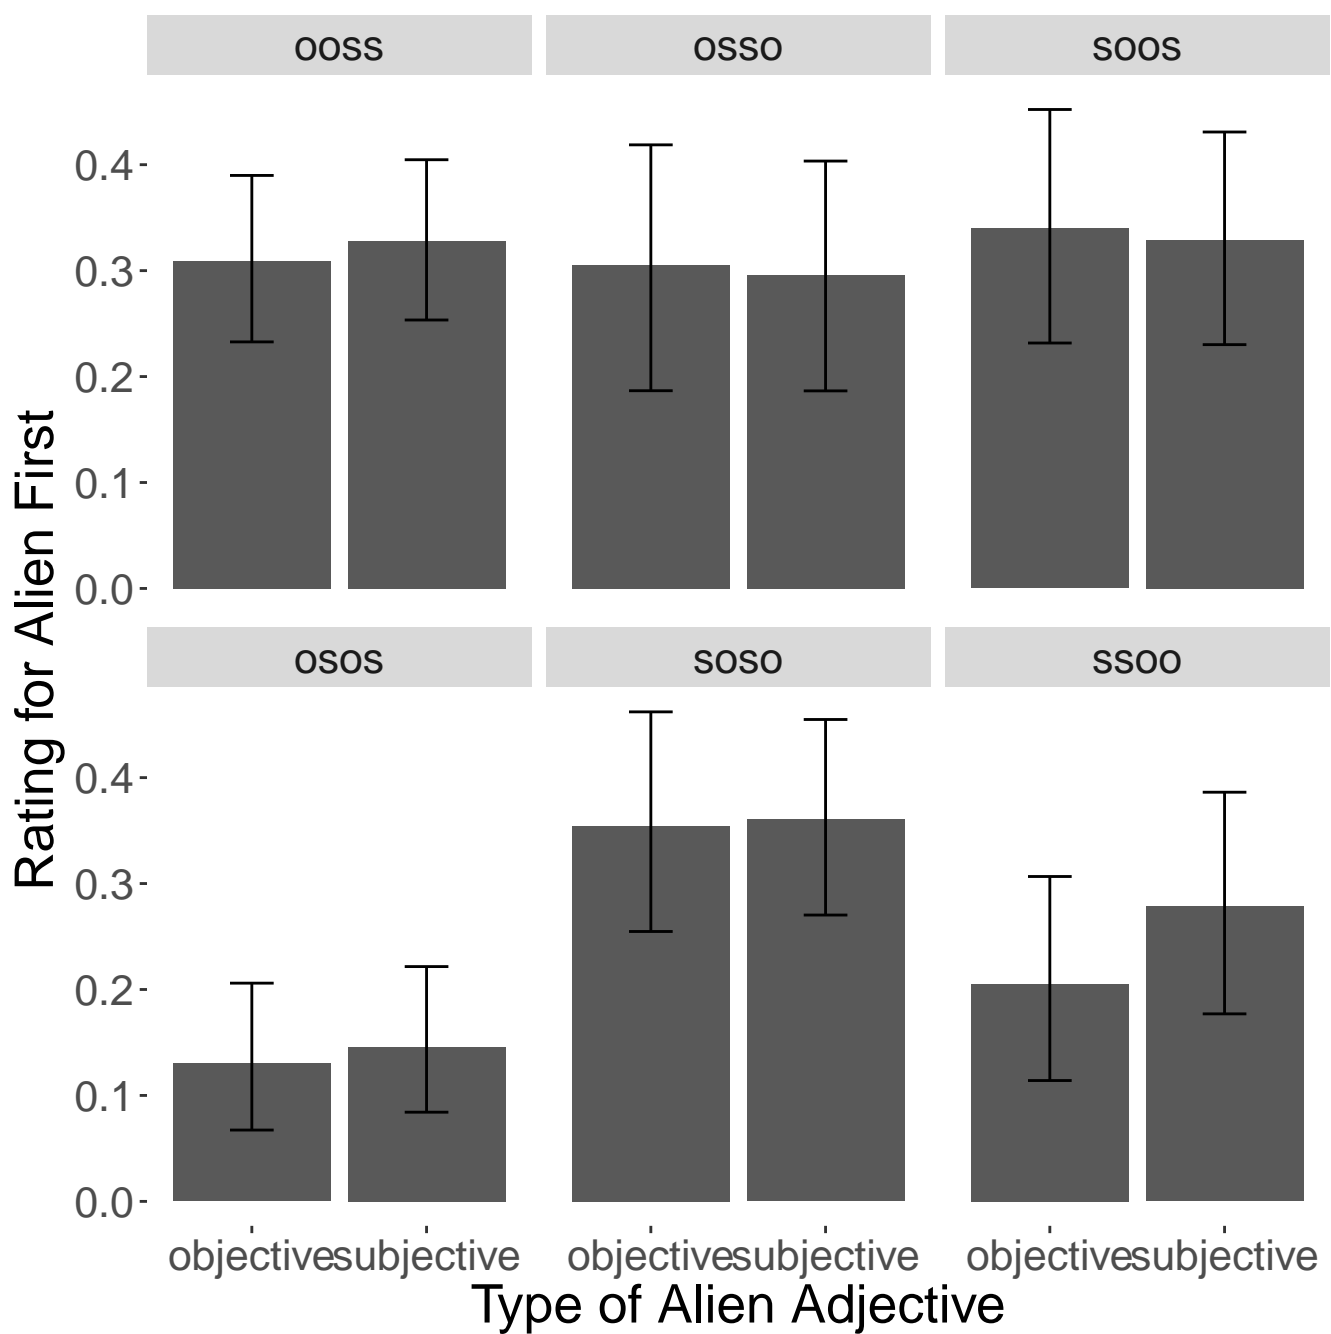 ooss osso soos
0.4
0.3
0.2
0.1
0.0
osos soso ssoo
0.4
0.3
0.2
0.1
0.0
objective subjective objective subjective objective subjective
Type of Alien Adjective
Rating for Alien First